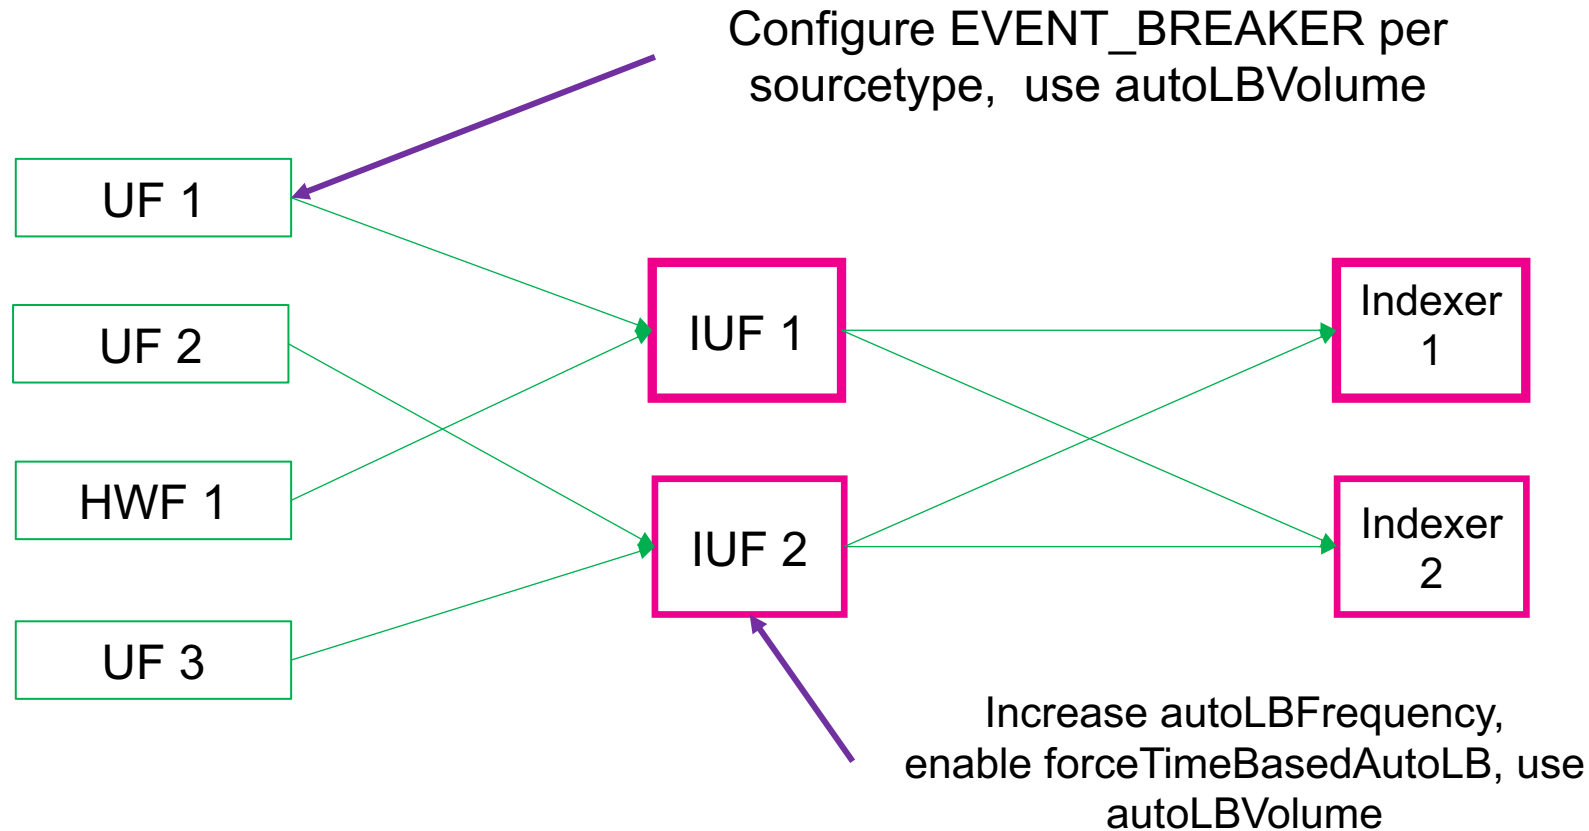 Configure EVENT_BREAKER per
sourcetype, use autoLBVolume
UF 1
UF 2
HWF 1
UF 3
IUF 1
IUF 2
Indexer
1
Indexer
2
Increase autoLBFrequency,
enable forceTimeBasedAutoLB, use
autoLBVolume